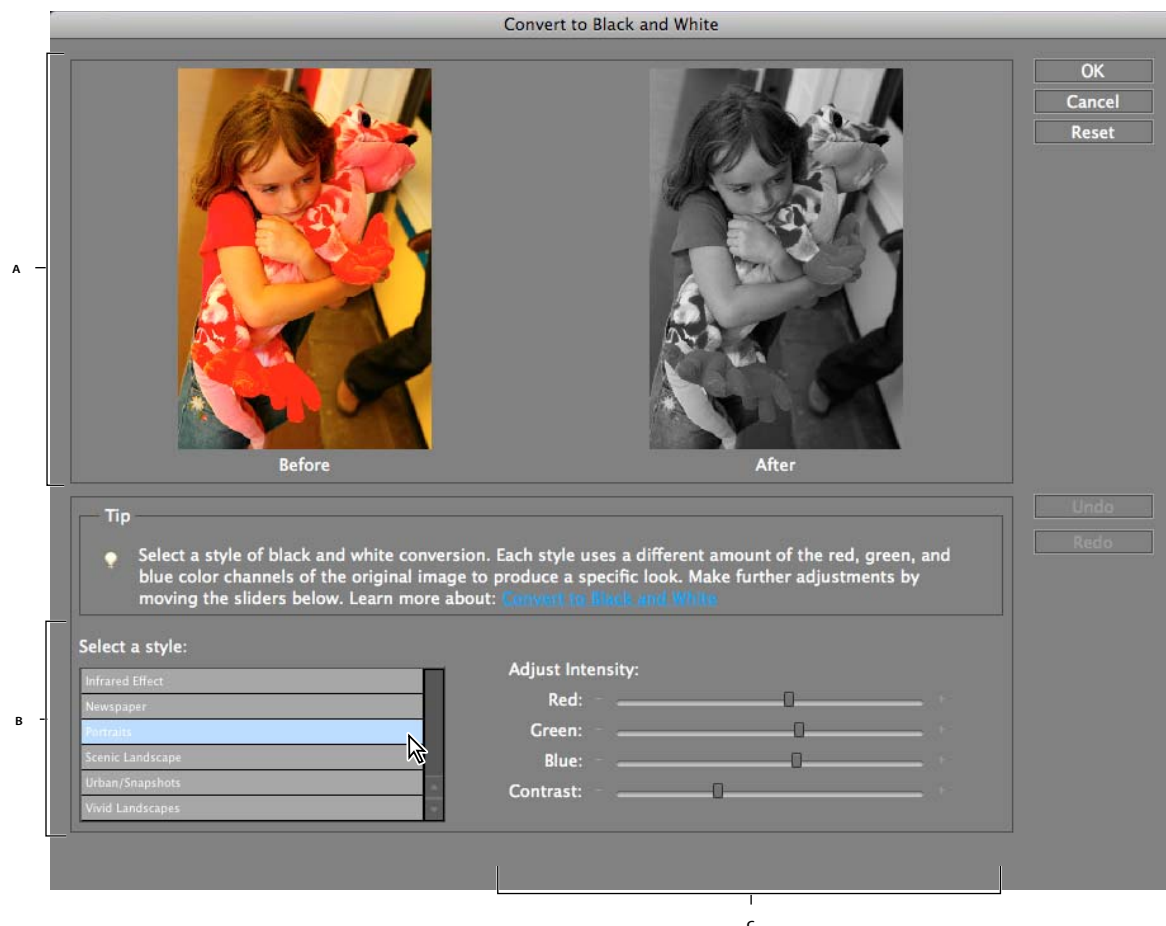 Convert to Black and White
OK
Cancel
Reset
A
Before
After
Undo
Redo
Tip
Select a style of black and white conversion. Each style uses a different amount of the red, green, and
blue color channels of the original image to produce a specific look. Make further adjustments by
moving the sliders below. Learn more about: Convert to Black and White
Select a style:
Infrared Effect
Newspaper
Portraits
Scenic Landscape
Urban/Snapshots
Vivid Landscapes
B
Adjust Intensity:
Red: - +
Green: - +
Blue: - +
Contrast: - +
C